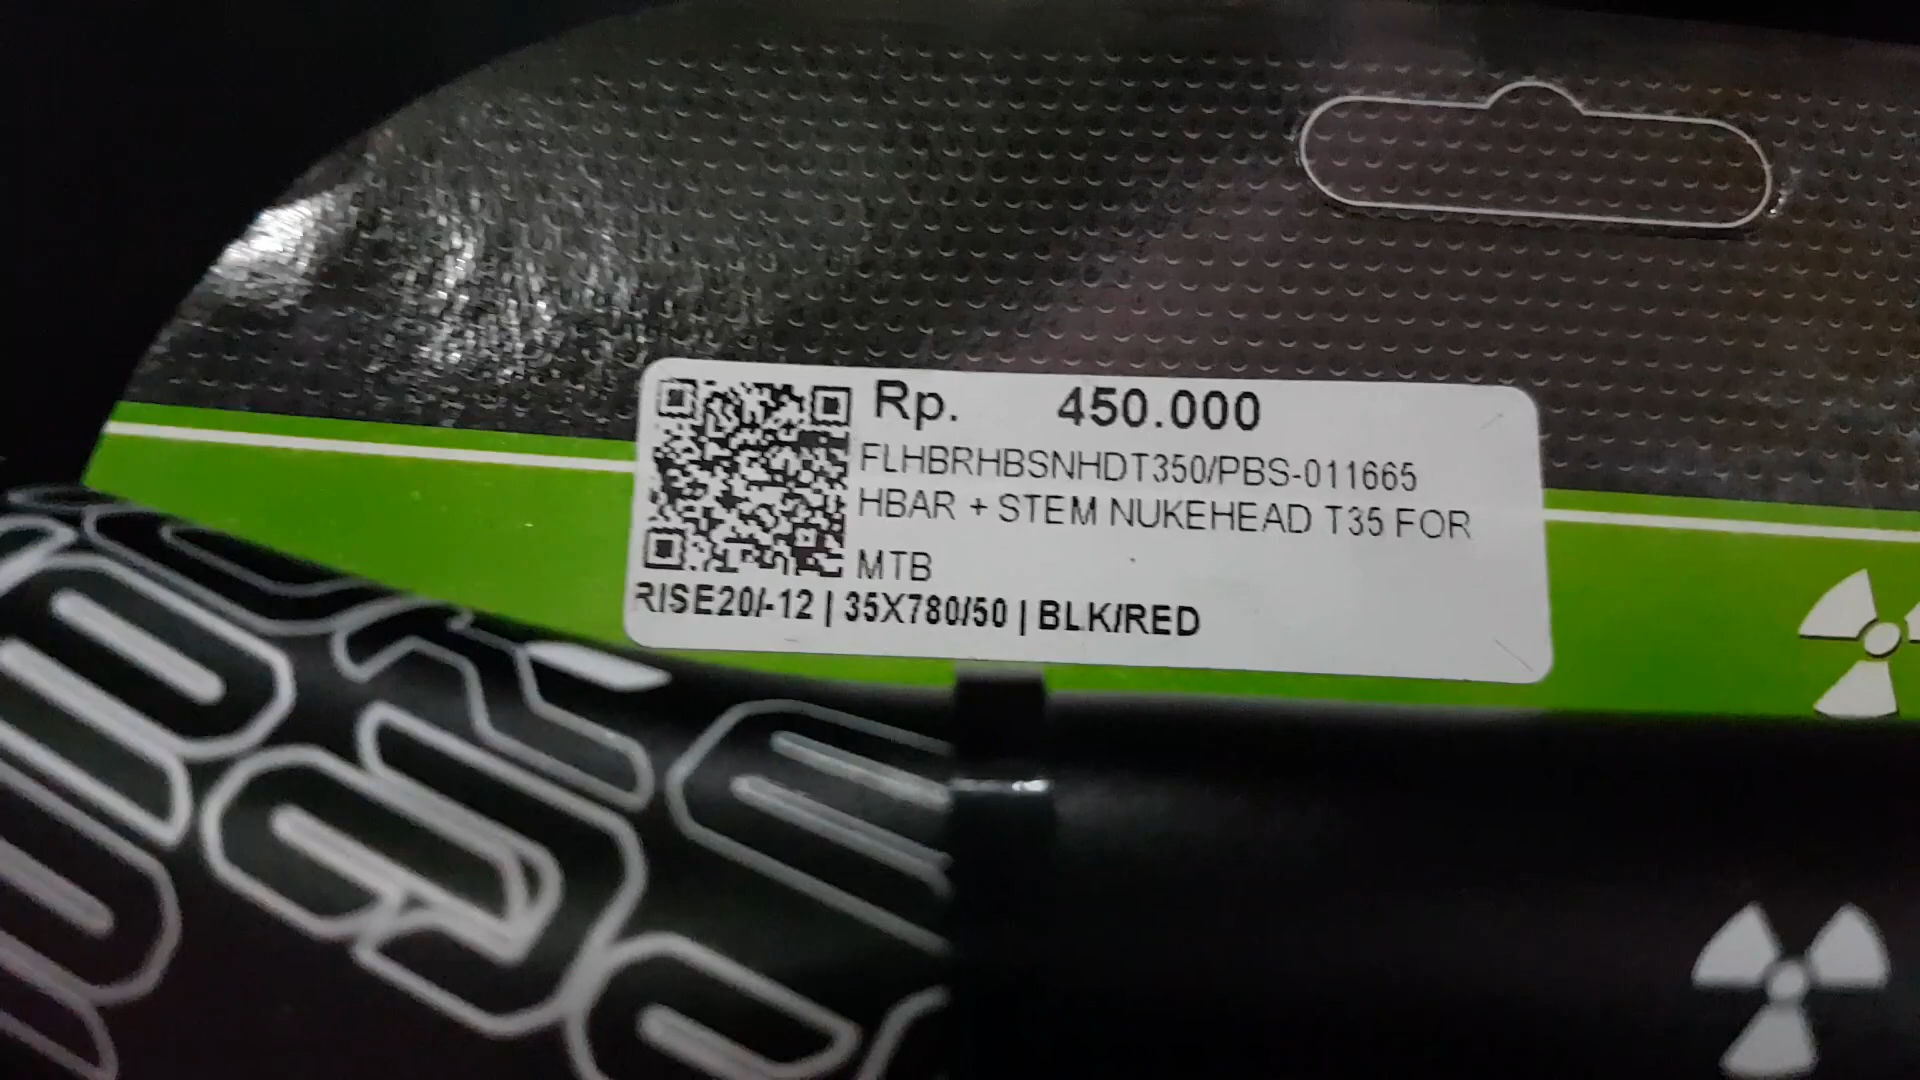 Rp. 450.000
FLHBRHBSNHDT350/PBS-011665
HBAR + STEM NUKEHEAD T35 FOR
MTB
RISE20/-12 | 35X780/50 | BLK/RED